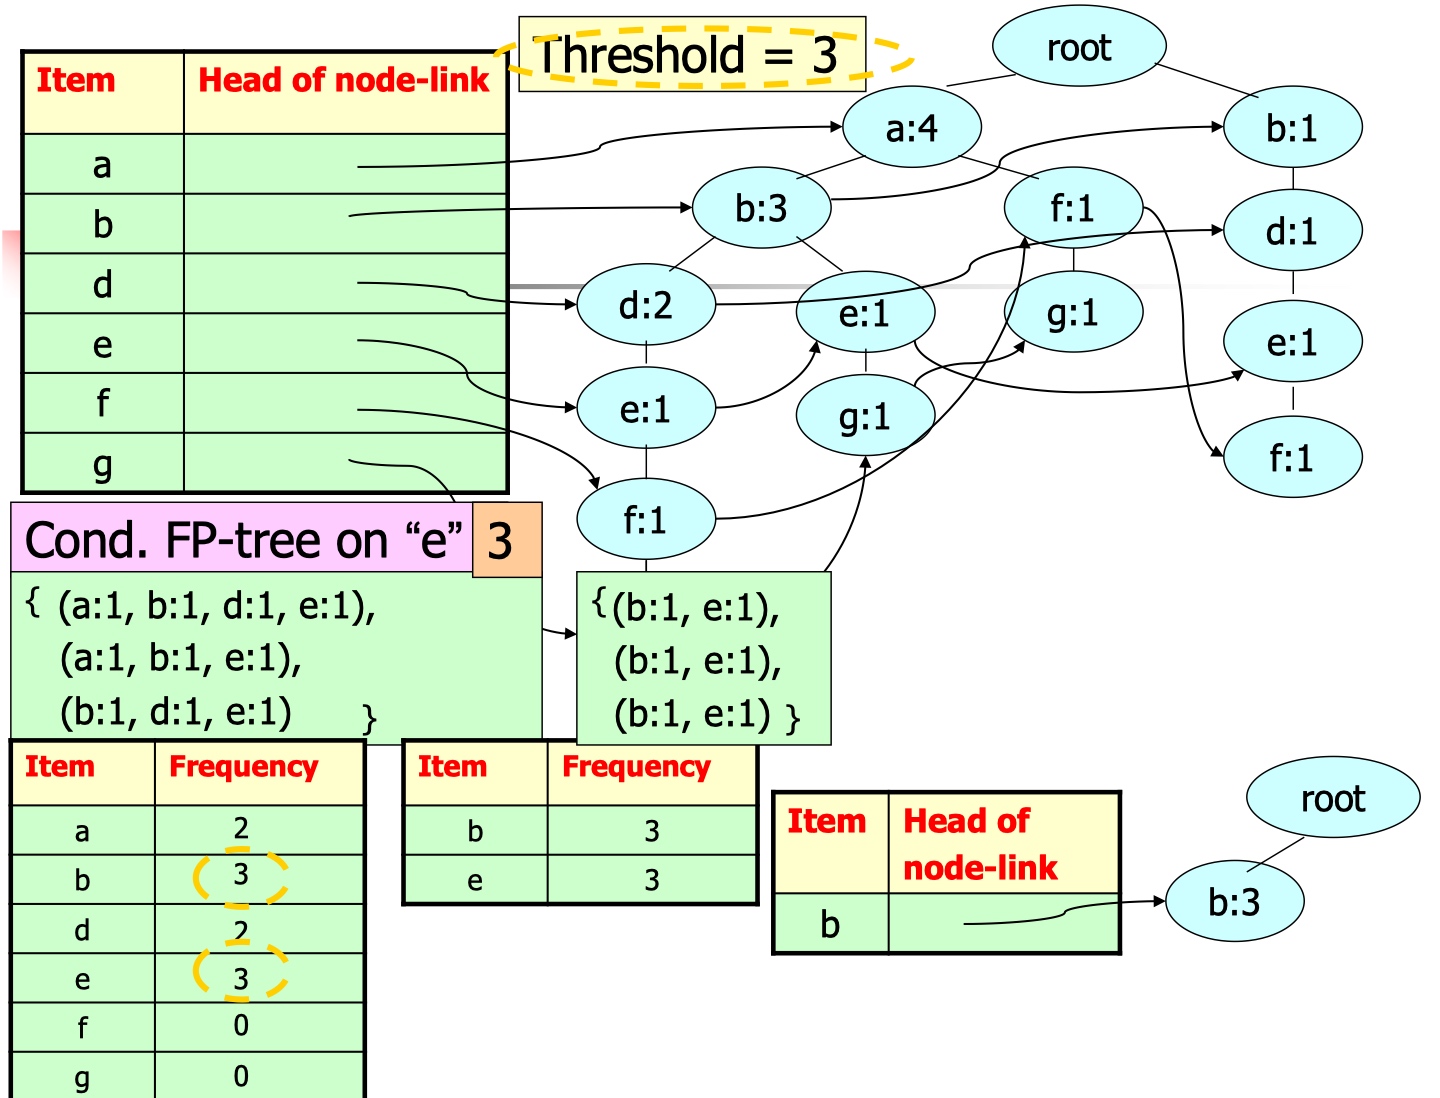 Threshold = 3
Item Head of node-link
a
b
d
e
f
g
root
a:4
b:1
b:3
f:1
d:1
d:2
e:1
g:1
e:1
e:1
g:1
f:1
f:1
Cond. FP-tree on “e” 3
{ (a:1, b:1, d:1, e:1),
(a:1, b:1, e:1),
(b:1, d:1, e:1) }
{ (b:1, e:1),
(b:1, e:1),
(b:1, e:1) }
Item Frequency
a 2
b 3
d 2
e 3
f 0
g 0
Item Frequency
b 3
e 3
Item Head of
node-link
b
root
b:3